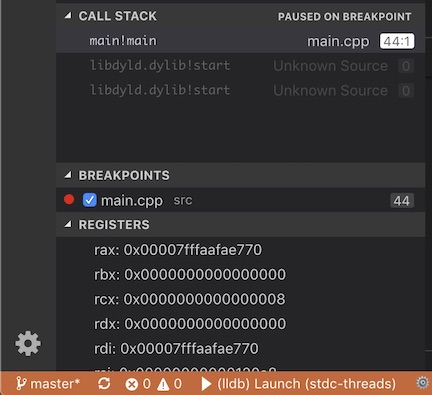 CALL STACK PAUSED ON BREAKPOINT
main!main main.cpp 44:1
libdyld.dylib!start Unknown Source 0
libdyld.dylib!start Unknown Source 0
BREAKPOINTS
main.cpp src 44
REGISTERS
rax: 0x00007fffaafae770
rbx: 0x0000000000000000
rcx: 0x0000000000000008
rdx: 0x0000000000000000
rdi: 0x00007fffaafae770
master* 0 0 (lldb) Launch (stdc-threads)